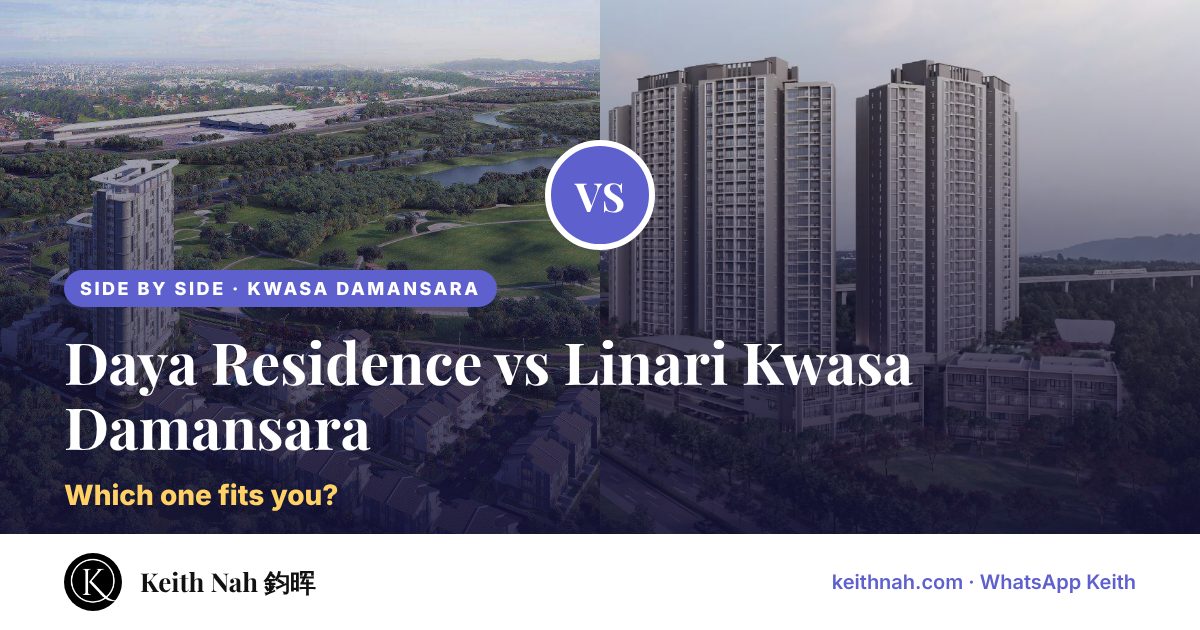 VS
SIDE BY SIDE · KWASA DAMANSARA
Daya Residence vs Linari Kwasa
Damansara
Which one fits you?
K
Keith Nah 鈞晖
keithnah.com · WhatsApp Keith